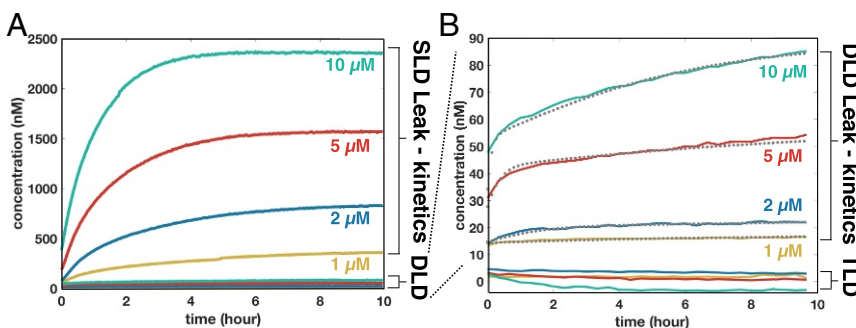 A
2500
2000
1500
1000
500
0
0
2
4
6
8
10
concentration (nM)
time (hour)
10 µM
5 µM
2 µM
1 µM
SLD Leak - kinetics
DLD
B
90
80
70
60
50
40
30
20
10
0
0
2
4
6
8
10
concentration (nM)
time (hour)
10 µM
5 µM
2 µM
1 µM
DLD Leak - kinetics
TLD